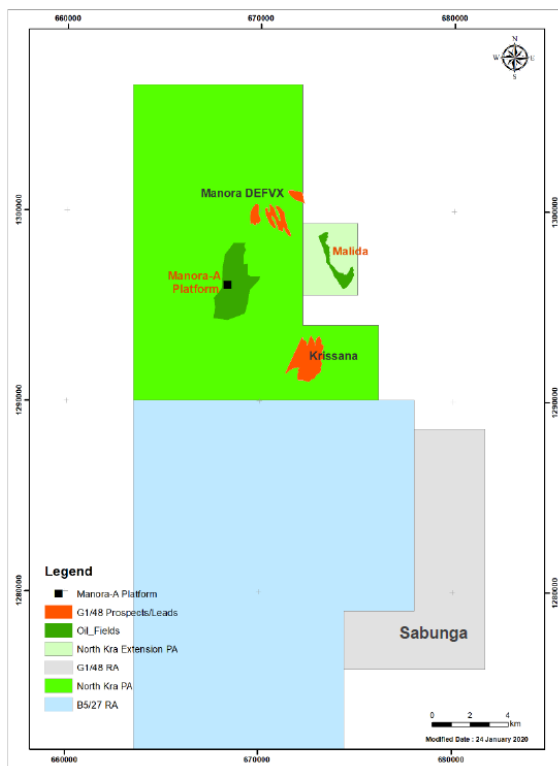 660000
670000
680000
N
W
E
S
1300000
1300000
Manora DEFVX
Malida
Manora-A
Platform
Krissana
1290000
1290000
Legend
Manora-A Platform
G1/48 Prospects/Leads
Oil_Fields
North Kra Extension PA
G1/48 RA
North Kra PA
B5/27 RA
1280000
1280000
Sabunga
0 2 4
km
Modified Date : 24 January 2020
660000
670000
680000